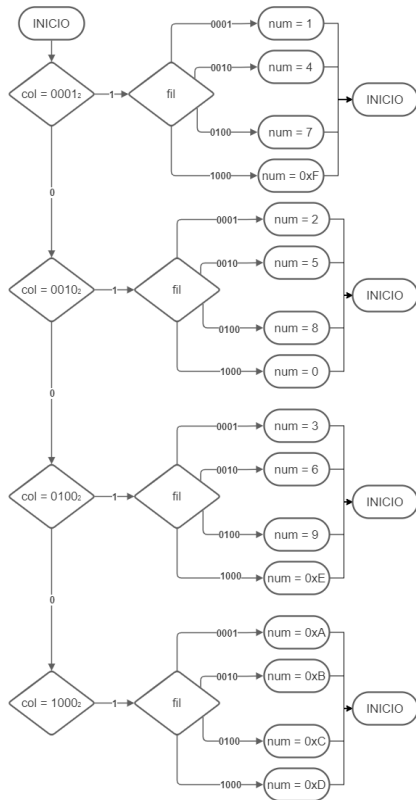 INICIO
col = 0001₂
1
fil
0001
num = 1
0010
num = 4
0100
num = 7
1000
num = 0xF
INICIO
0
col = 0010₂
1
fil
0001
num = 2
0010
num = 5
0100
num = 8
1000
num = 0
INICIO
0
col = 0100₂
1
fil
0001
num = 3
0010
num = 6
0100
num = 9
1000
num = 0xE
INICIO
0
col = 1000₂
1
fil
0001
num = 0xA
0010
num = 0xB
0100
num = 0xC
1000
num = 0xD
INICIO